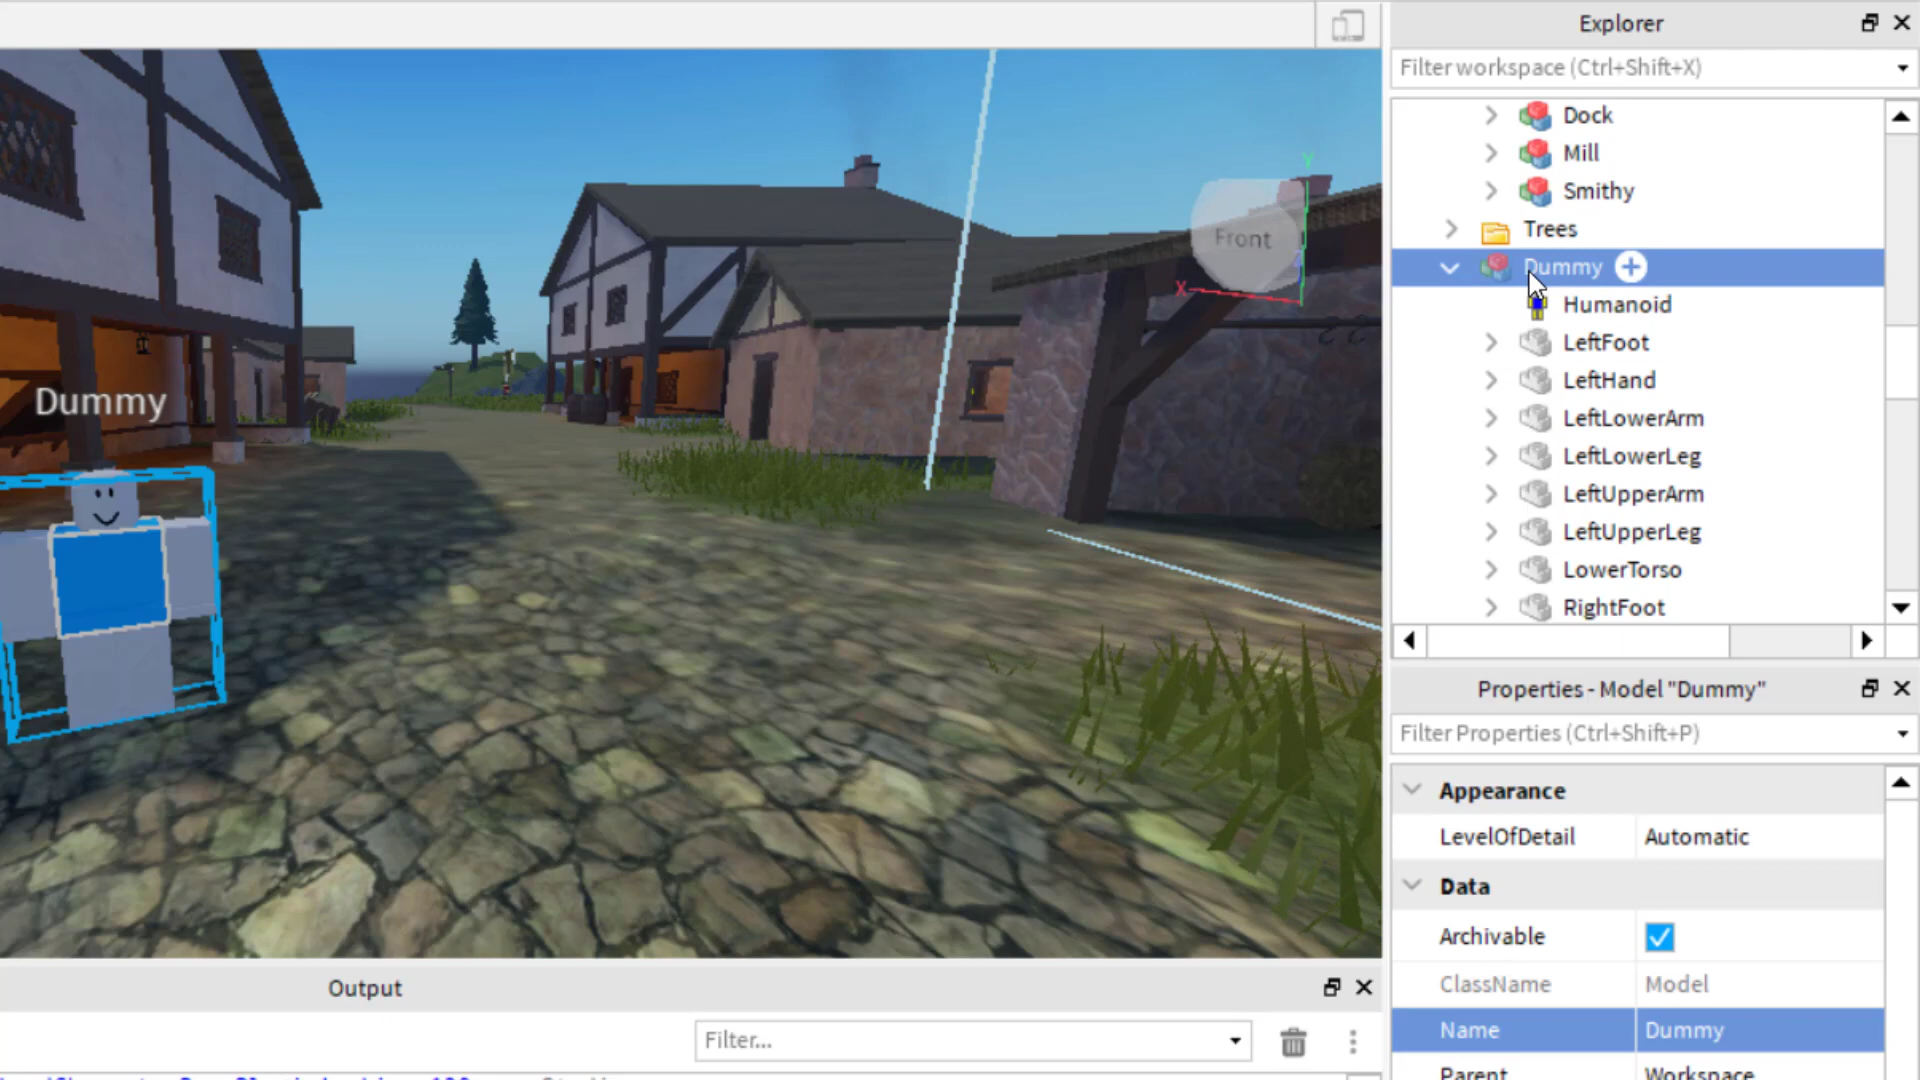 Explorer
Filter workspace (Ctrl+Shift+X)
Dock
Mill
Smithy
Trees
Dummy
Humanoid
LeftFoot
LeftHand
LeftLowerArm
LeftLowerLeg
LeftUpperArm
LeftUpperLeg
LowerTorso
RightFoot
Front
Y
X
Dummy
Properties - Model "Dummy"
Filter Properties (Ctrl+Shift+P)
Appearance
LevelOfDetail Automatic
Data
Archivable
ClassName Model
Name Dummy
Parent Workspace
Output
Filter...